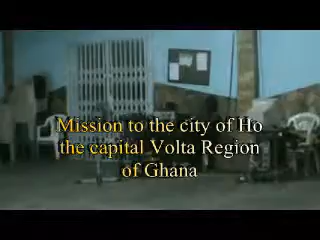 Mission to the city of Ho
the capital Volta Region
of Ghana